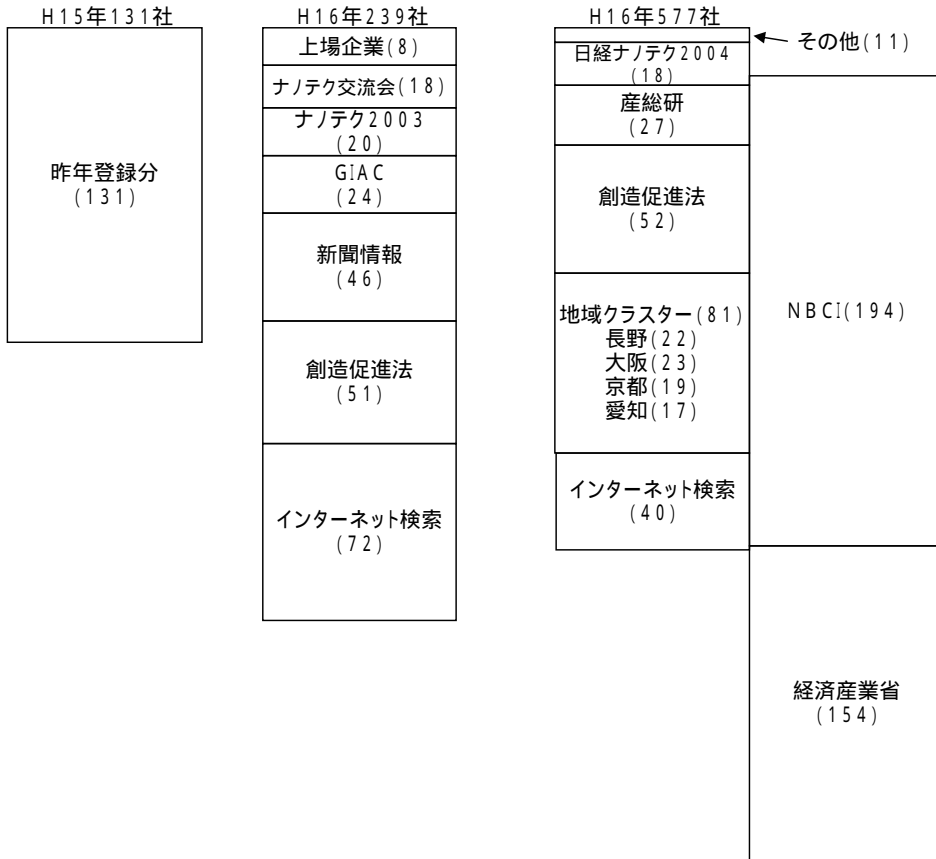 H15年131社
昨年登録分
(131)
H16年239社
上場企業(8)
ナノテク交流会(18)
ナノテク2003
(20)
GIAC
(24)
新聞情報
(46)
創造促進法
(51)
インターネット検索
(72)
H16年577社
その他(11)
日経ナノテク2004
(18)
産総研
(27)
創造促進法
(52)
地域クラスター(81)
長野(22)
大阪(23)
京都(19)
愛知(17)
インターネット検索
(40)
NBCI(194)
経済産業省
(154)